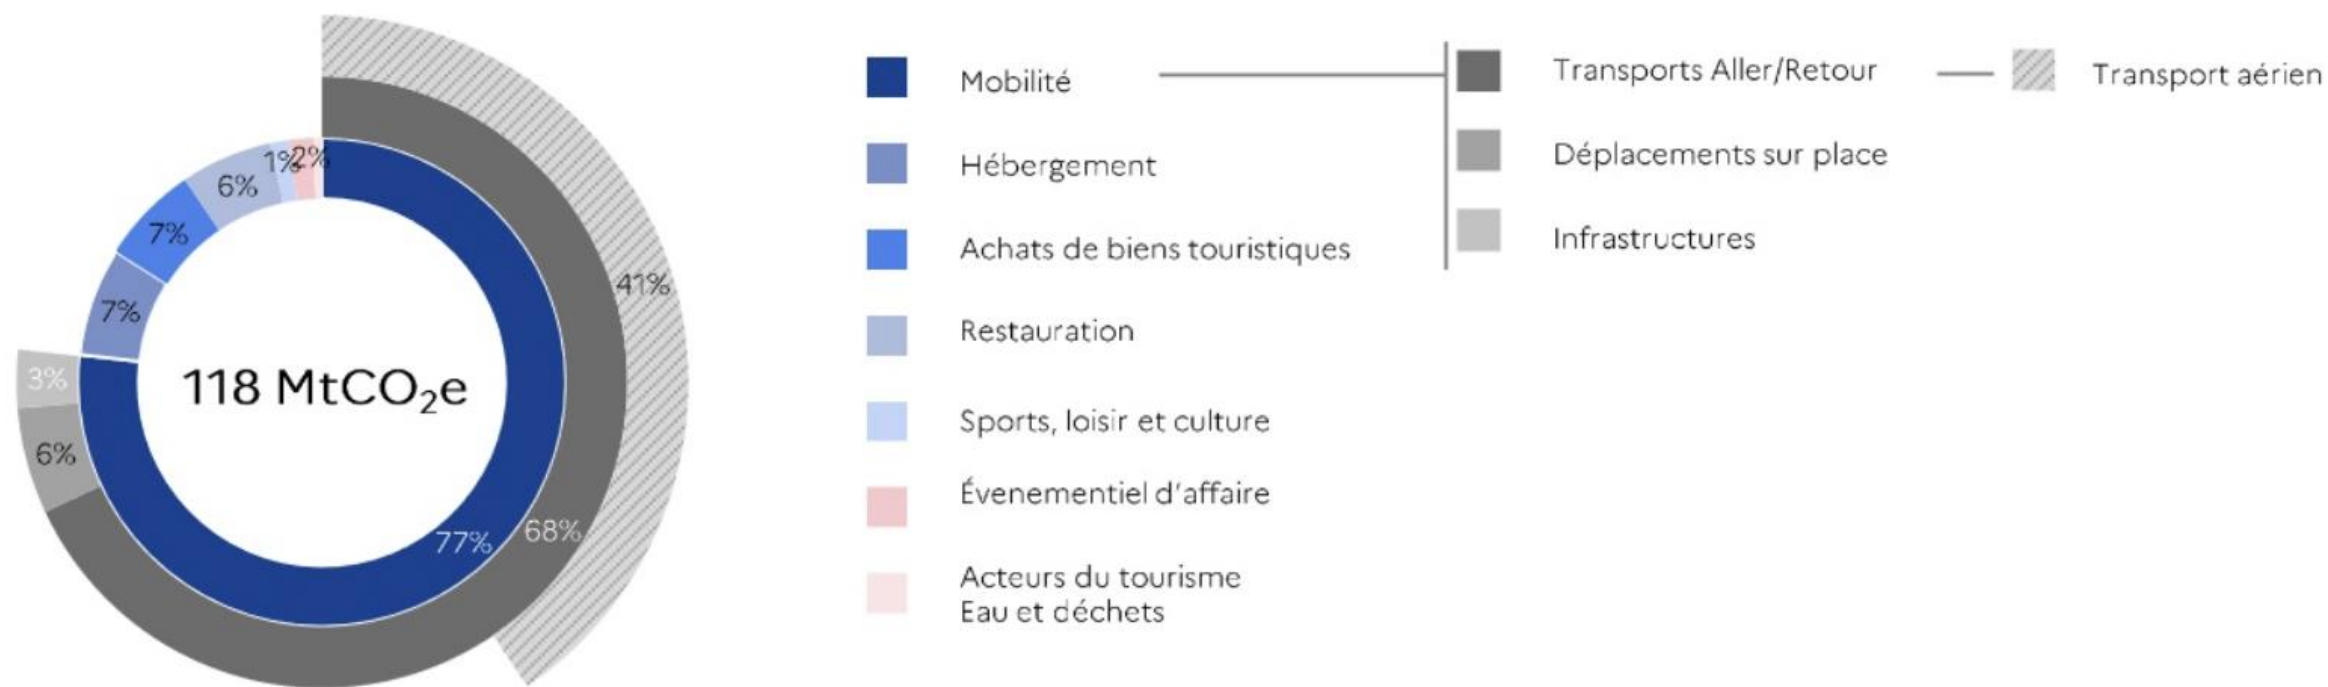 1%
2%
6%
7%
7%
3%
6%
118 MtCO₂e
41%
68%
77%
Mobilité
Hébergement
Achats de biens touristiques
Restauration
Sports, loisir et culture
Évenementiel d'affaire
Acteurs du tourisme
Eau et déchets
Transports Aller/Retour
Déplacements sur place
Infrastructures
Transport aérien